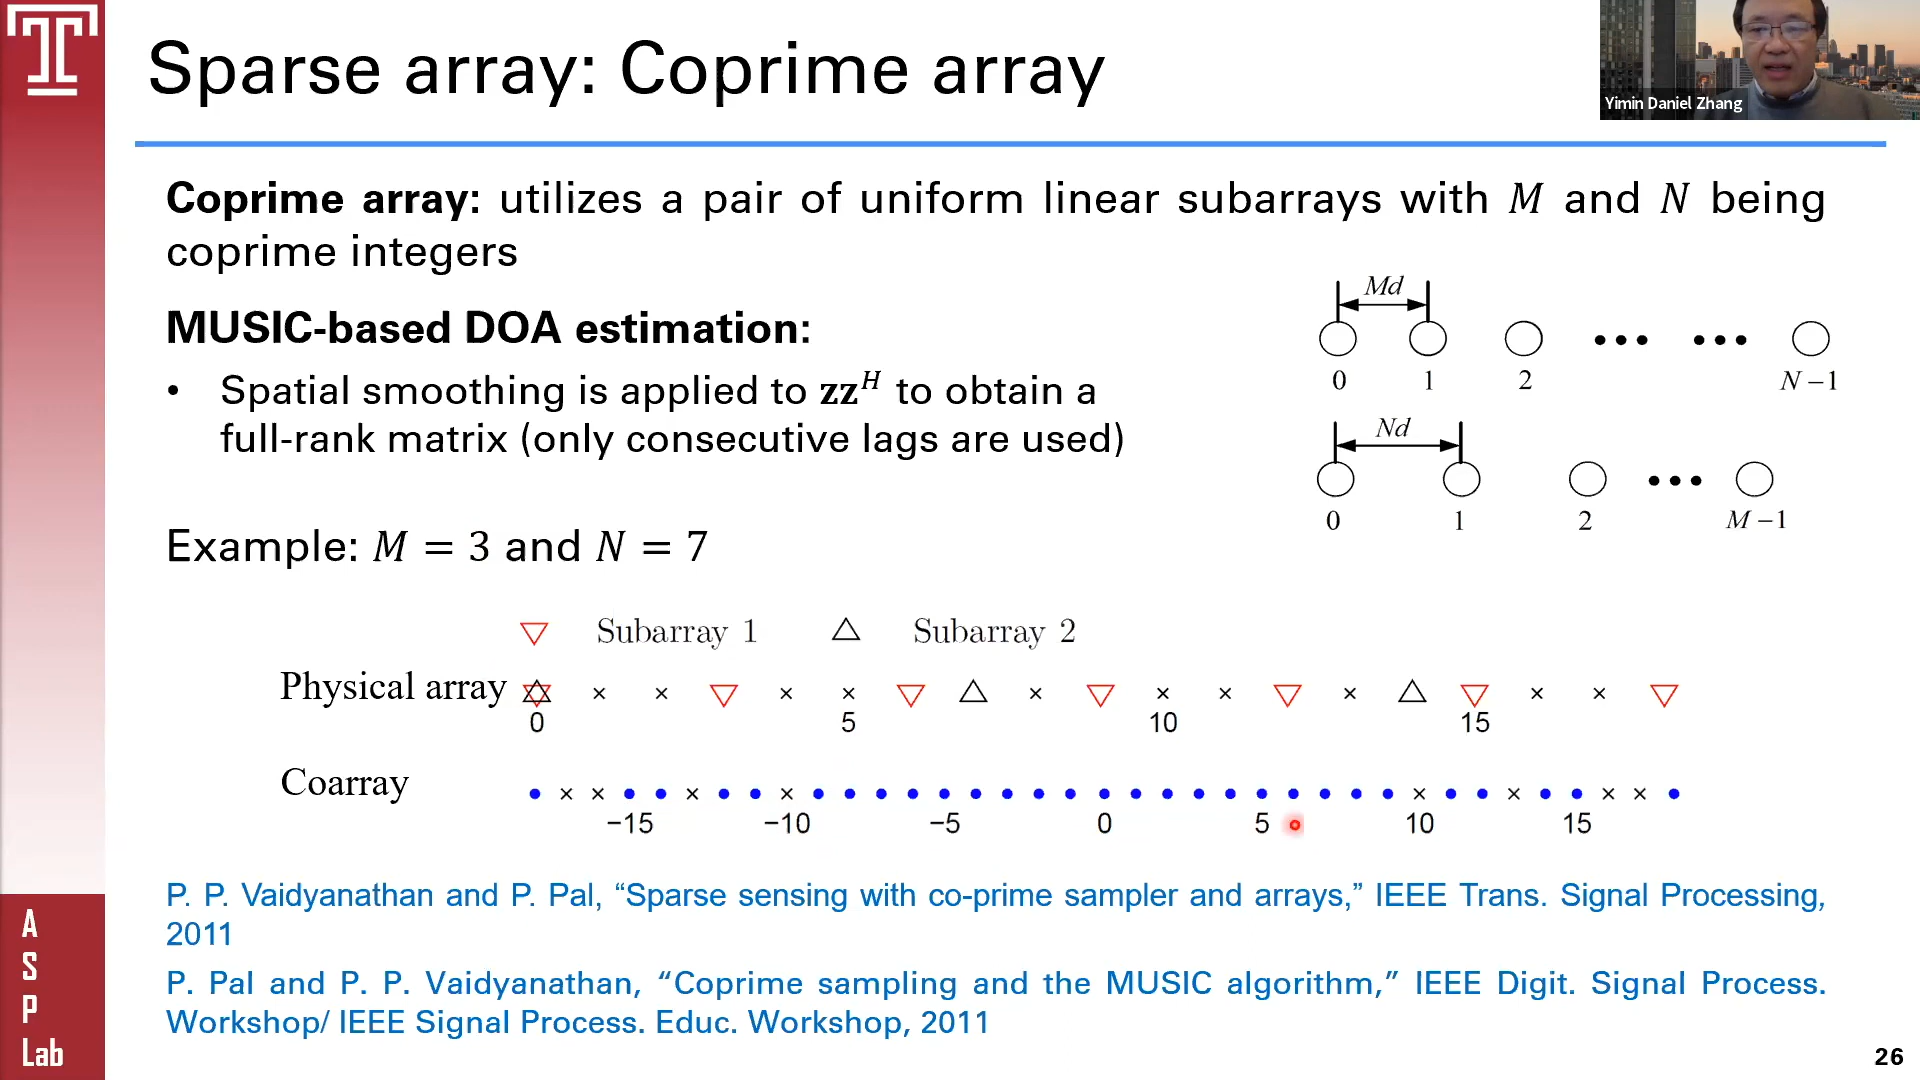 Sparse array: Coprime array
Yimin Daniel Zhang
Coprime array: utilizes a pair of uniform linear subarrays with M and N being
coprime integers
MUSIC-based DOA estimation:
• Spatial smoothing is applied to zz^H to obtain a
full-rank matrix (only consecutive lags are used)
Md
0 1 2 N–1
Nd
0 1 2 M–1
Example: M = 3 and N = 7
Subarray 1 Subarray 2
Physical array
0 5 10 15
Coarray
−15 −10 −5 0 5 10 15
P. P. Vaidyanathan and P. Pal, “Sparse sensing with co-prime sampler and arrays,” IEEE Trans. Signal Processing,
2011
P. Pal and P. P. Vaidyanathan, “Coprime sampling and the MUSIC algorithm,” IEEE Digit. Signal Process.
Workshop/ IEEE Signal Process. Educ. Workshop, 2011
A
S
P
Lab
26